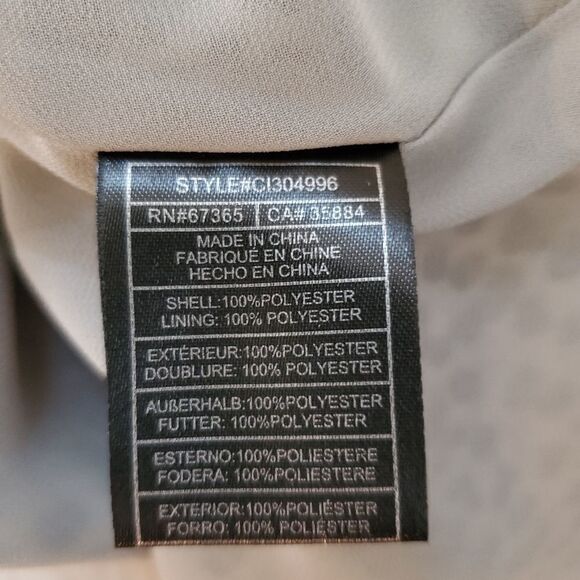 STYLE#CI304996
RN#67365 CA# 35884
MADE IN CHINA
FABRIQUE EN CHINE
HECHO EN CHINA
SHELL:100%POLYESTER
LINING: 100% POLYESTER
EXTÉRIEUR:100%POLYESTER
DOUBLURE: 100% POLYESTER
AUßERHALB:100%POLYESTER
FUTTER: 100% POLYESTER
ESTERNO:100%POLIESTERE
FODERA: 100% POLIESTERE
EXTERIOR:100%POLIÉSTER
FORRO: 100% POLIÉSTER